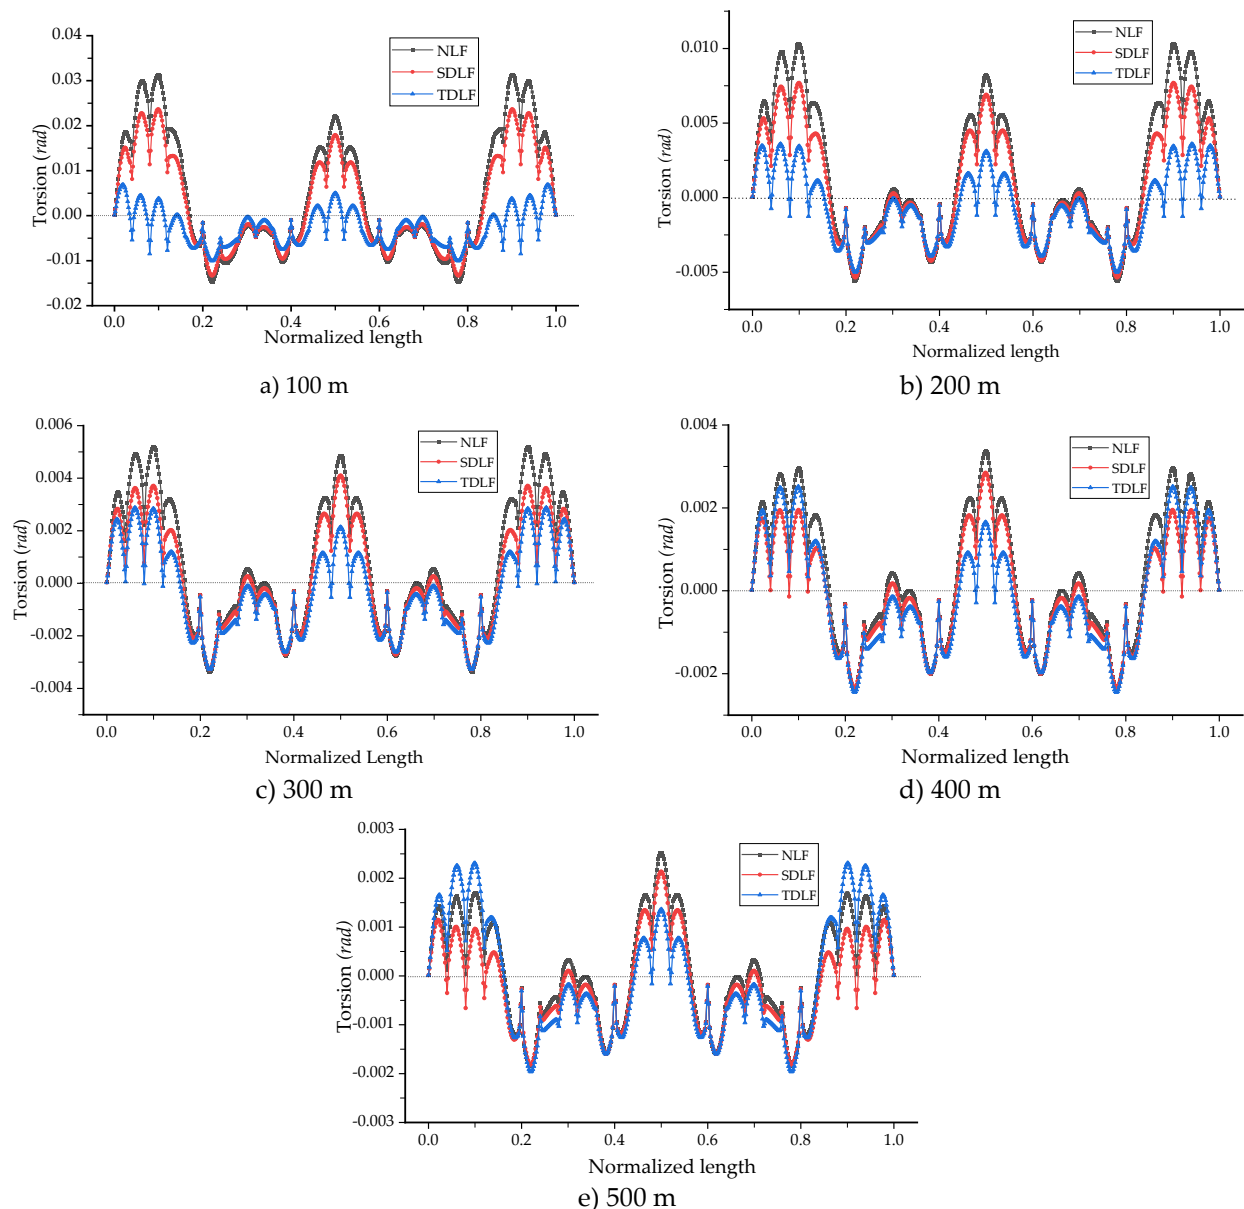 0.04
0.03
0.02
0.01
0.00
-0.01
-0.02
Torsion (rad)
NLF
SDLF
TDLF
0.0 0.2 0.4 0.6 0.8 1.0
Normalized length
a) 100 m
0.010
0.005
0.000
-0.005
Torsion (rad)
NLF
SDLF
TDLF
0.0 0.2 0.4 0.6 0.8 1.0
Normalized length
b) 200 m
0.006
0.004
0.002
0.000
-0.002
-0.004
Torsion (rad)
NLF
SDLF
TDLF
0.0 0.2 0.4 0.6 0.8 1.0
Normalized Length
c) 300 m
0.004
0.002
0.000
-0.002
Torsion (rad)
NLF
SDLF
TDLF
0.0 0.2 0.4 0.6 0.8 1.0
Normalized length
d) 400 m
0.003
0.002
0.001
0.000
-0.001
-0.002
-0.003
Torsion (rad)
NLF
SDLF
TDLF
0.0 0.2 0.4 0.6 0.8 1.0
Normalized length
e) 500 m